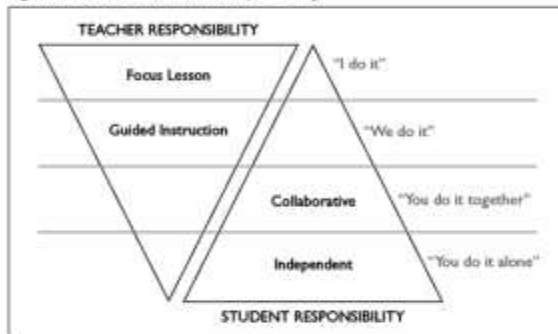 TEACHER RESPONSIBILITY
Focus Lesson
"I do it"
Guided Instruction
"We do it"
Collaborative
"You do it together"
Independent
"You do it alone"
STUDENT RESPONSIBILITY